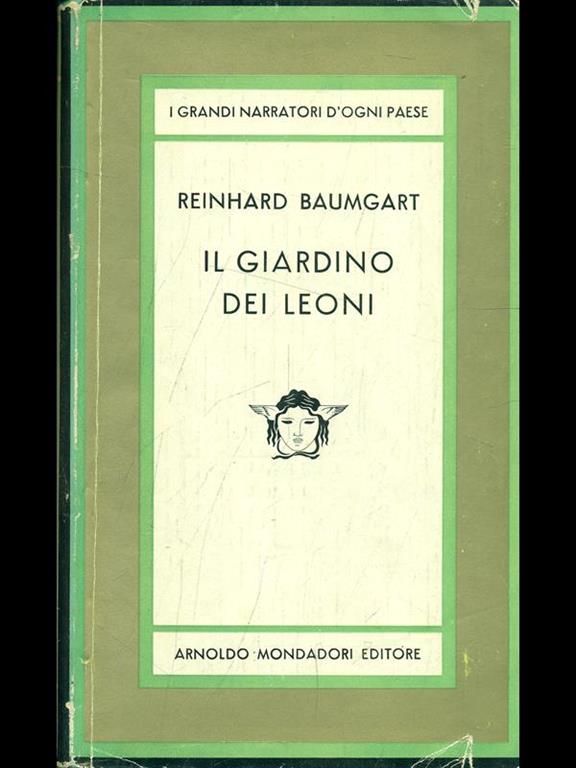 I GRANDI NARRATORI D'OGNI PAESE
REINHARD BAUMGART
IL GIARDINO
DEI LEONI
ARNOLDO MONDADORI EDITORE